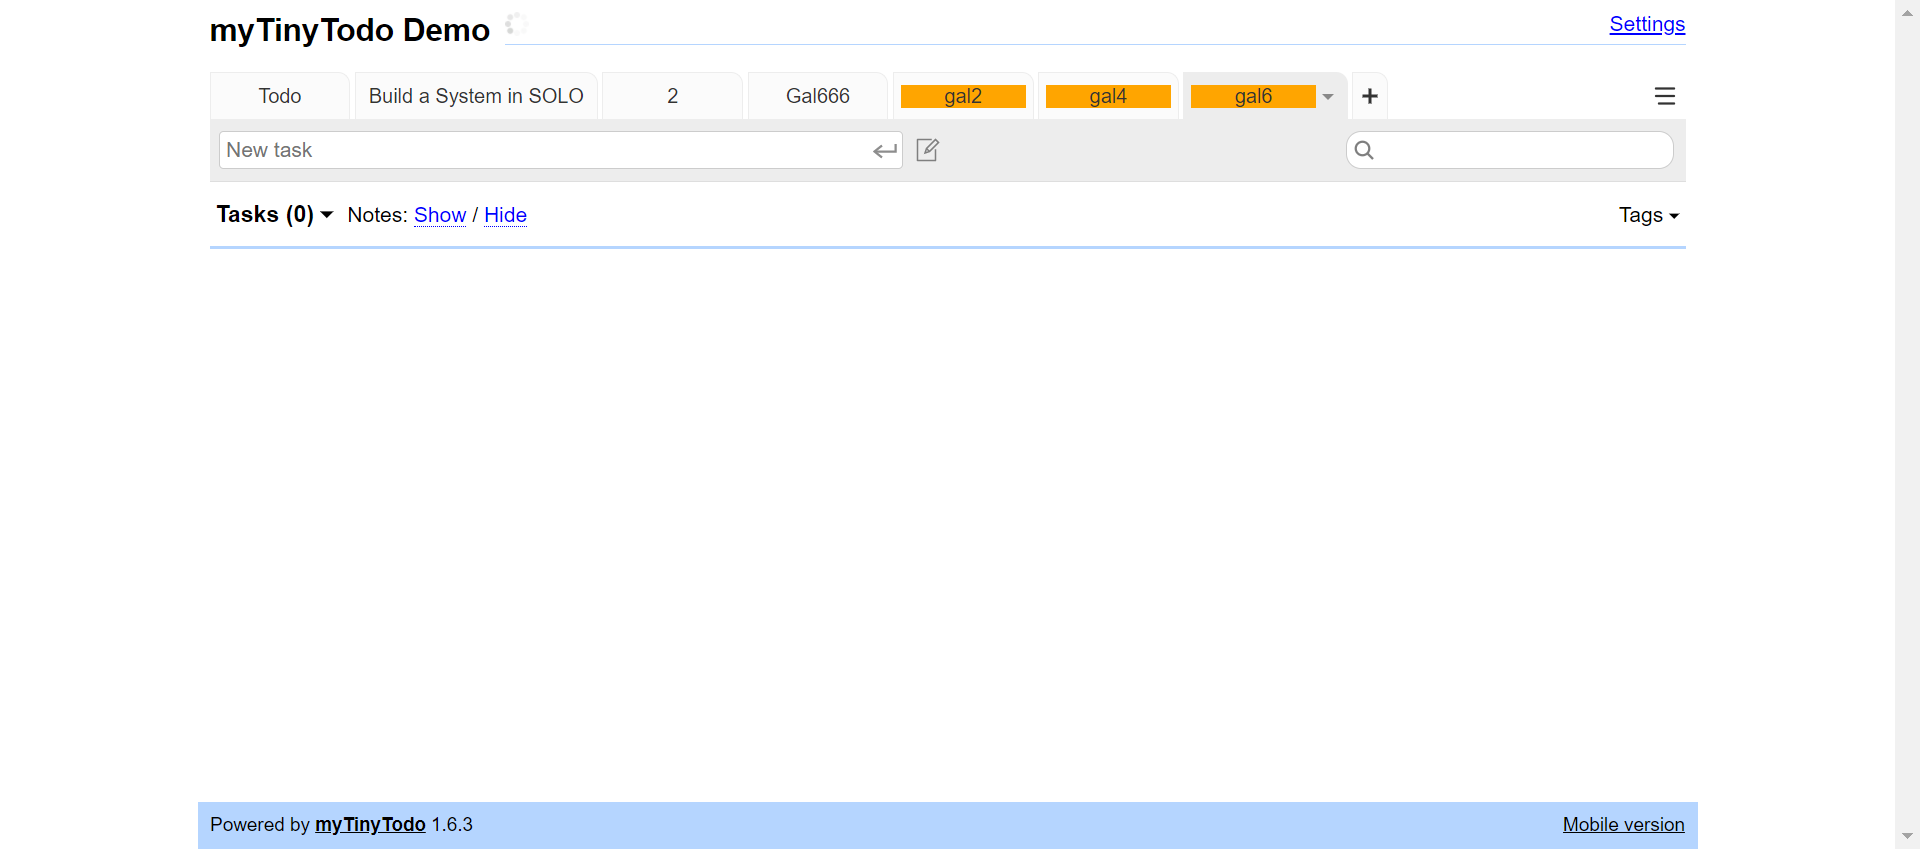 myTinyTodo Demo
Settings
Todo
Build a System in SOLO
2
Gal666
gal2
gal4
gal6
New task
Tasks (0) Notes: Show / Hide
Tags
Powered by myTinyTodo 1.6.3
Mobile version